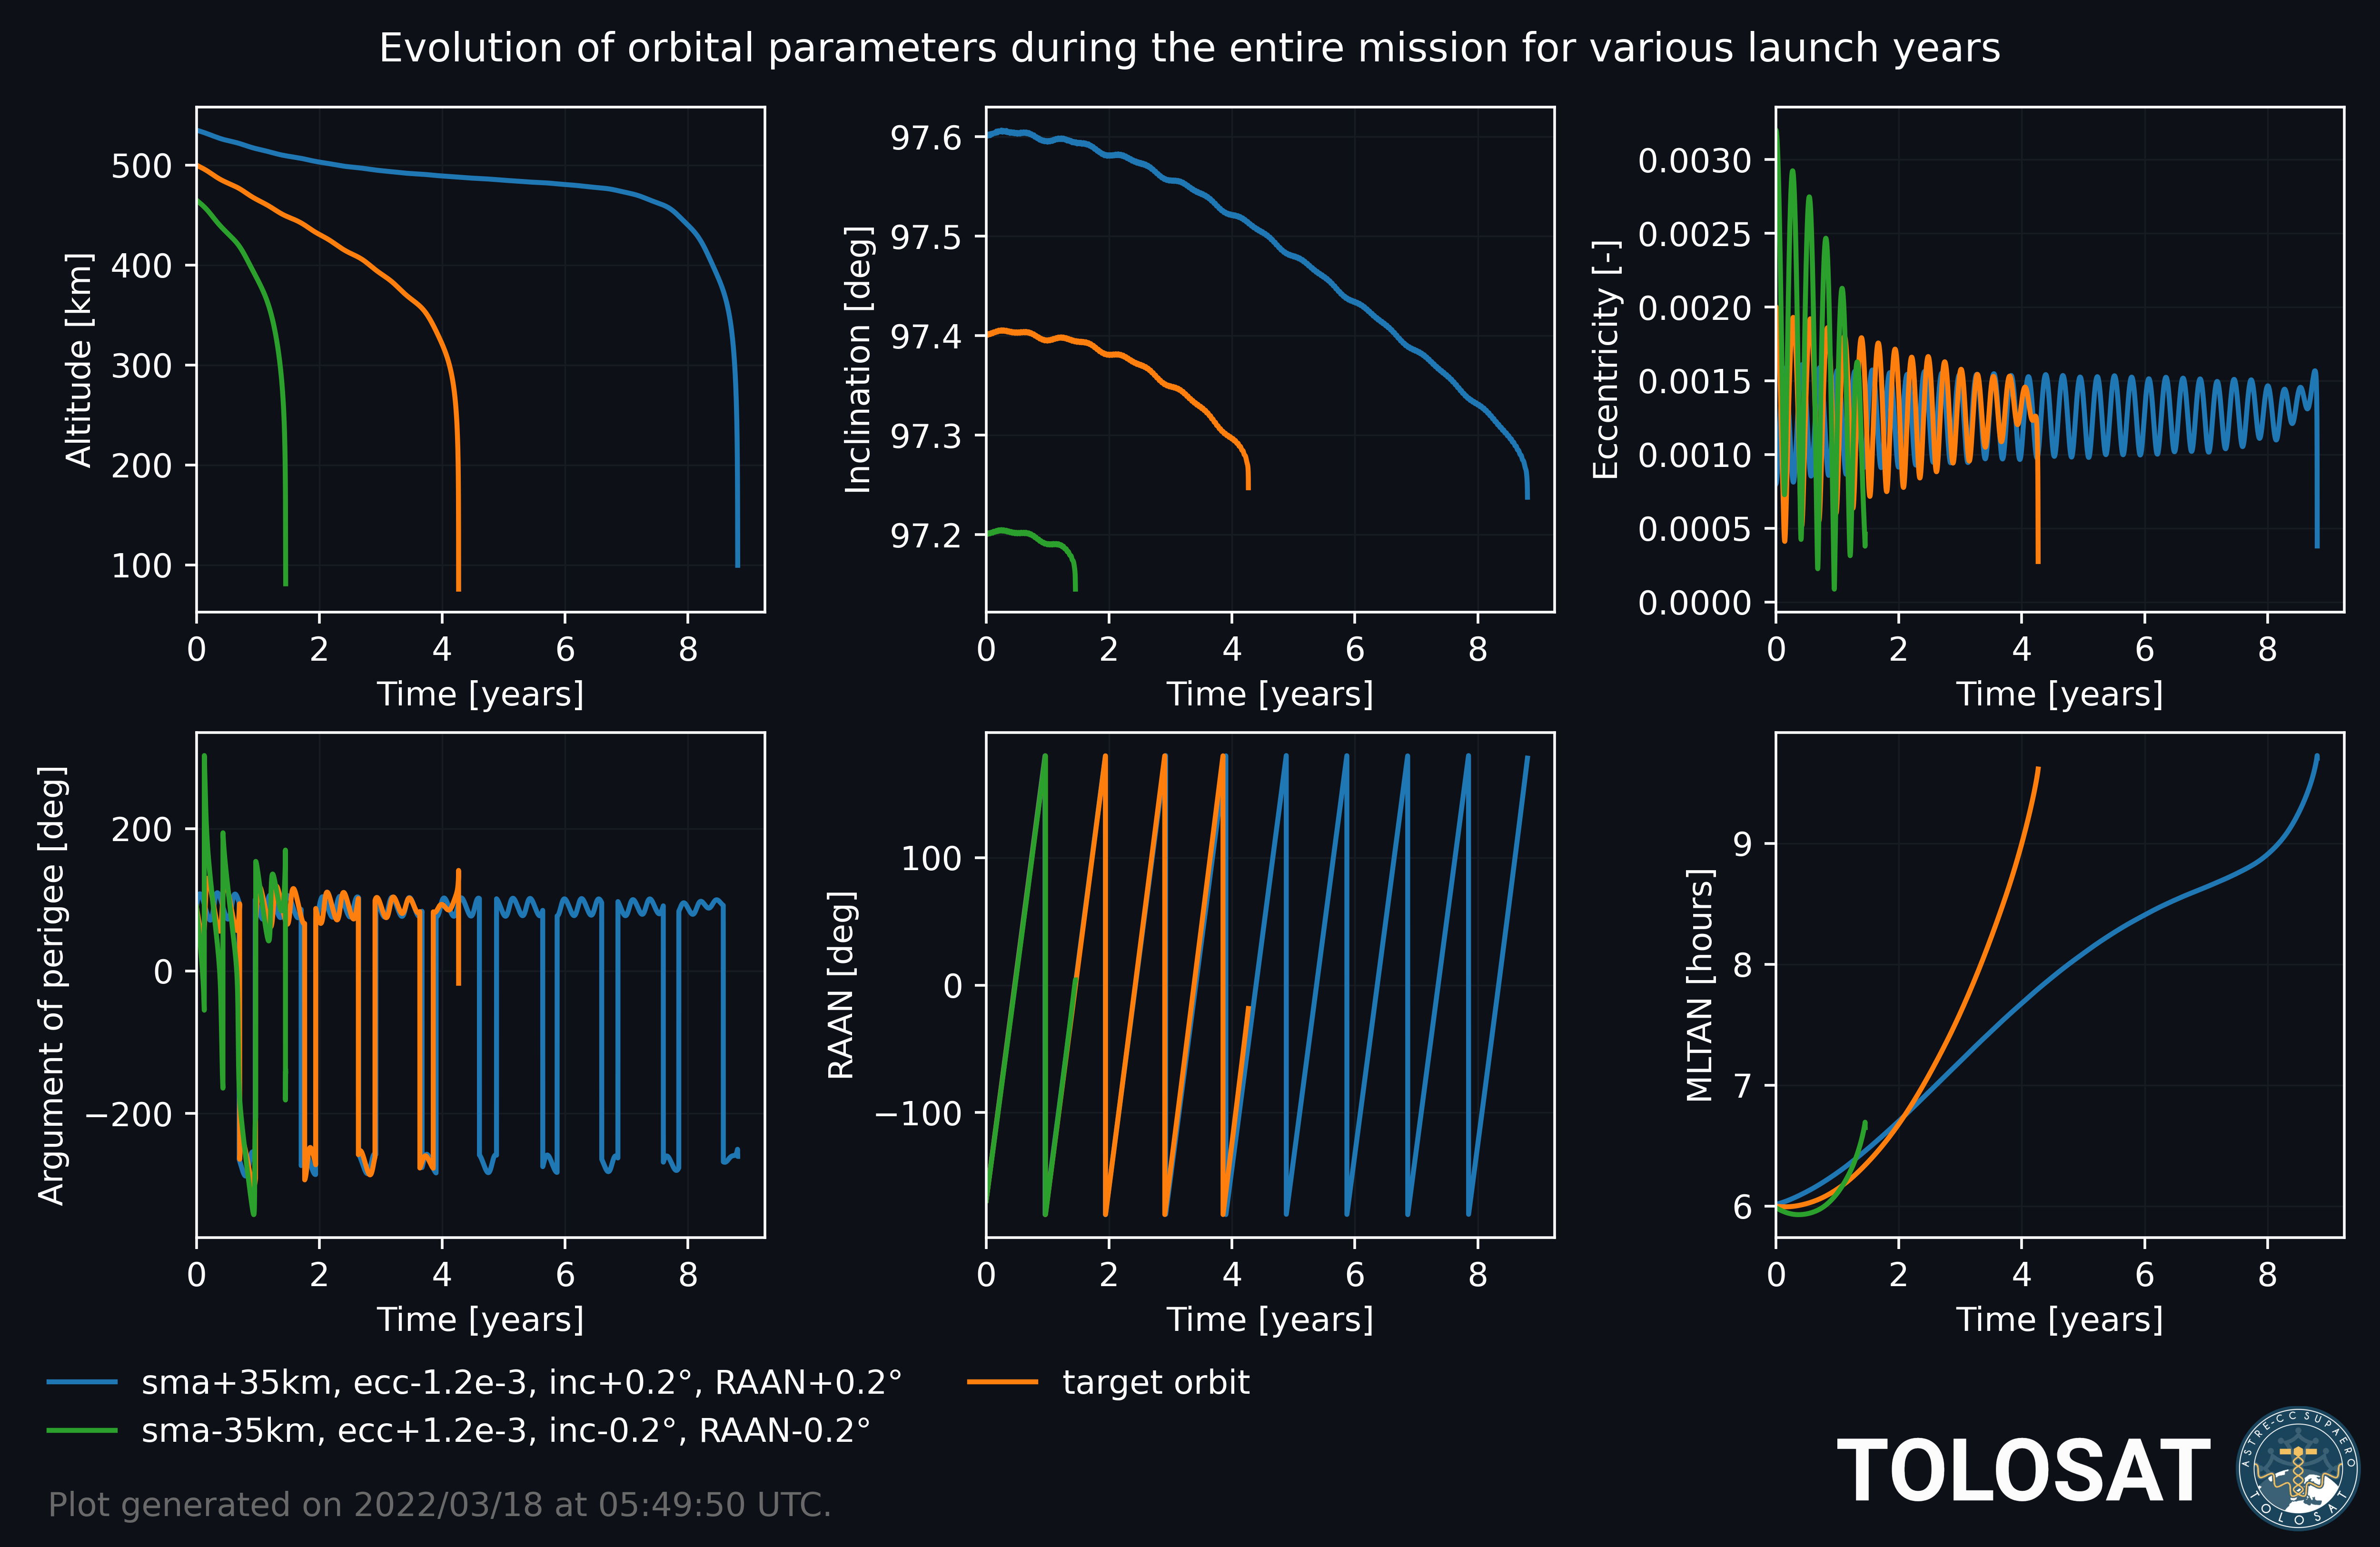 Evolution of orbital parameters during the entire mission for various launch years
Altitude [km]
500
400
300
200
100
0 2 4 6 8
Time [years]
Inclination [deg]
97.6
97.5
97.4
97.3
97.2
0 2 4 6 8
Time [years]
Eccentricity [-]
0.0030
0.0025
0.0020
0.0015
0.0010
0.0005
0.0000
0 2 4 6 8
Time [years]
Argument of perigee [deg]
200
0
−200
0 2 4 6 8
Time [years]
RAAN [deg]
100
0
−100
0 2 4 6 8
Time [years]
MLTAN [hours]
9
8
7
6
0 2 4 6 8
Time [years]
sma+35km, ecc-1.2e-3, inc+0.2°, RAAN+0.2°
target orbit
sma-35km, ecc+1.2e-3, inc-0.2°, RAAN-0.2°
Plot generated on 2022/03/18 at 05:49:50 UTC.
TOLOSAT
ASTRE-CC SUPAERO
TOLOSAT